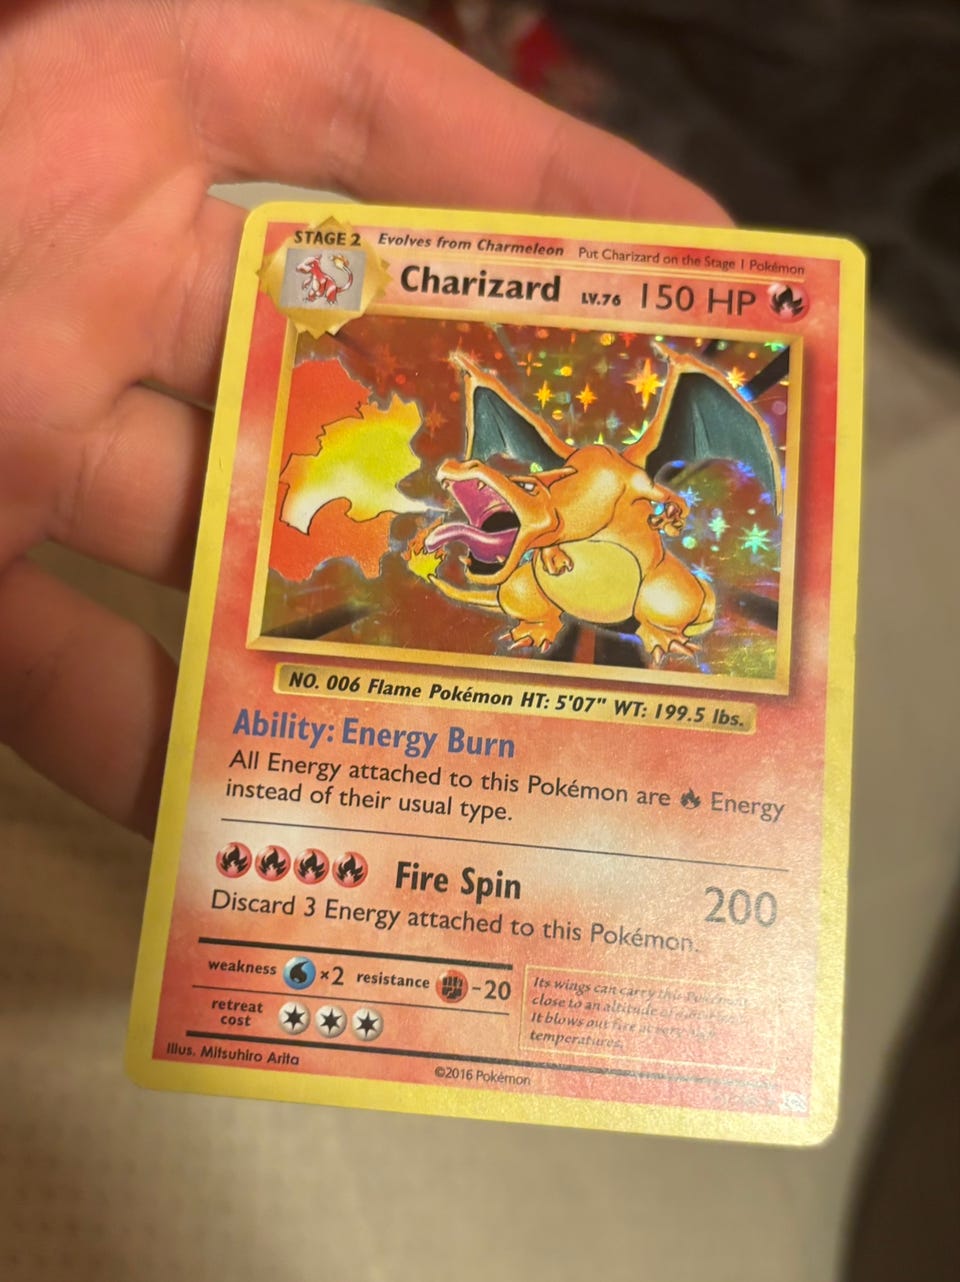 STAGE 2 Evolves from Charmeleon Put Charizard on the Stage 1 Pokémon
Charizard LV.76 150 HP
NO. 006 Flame Pokémon HT: 5'07" WT: 199.5 lbs.
Ability: Energy Burn
All Energy attached to this Pokémon are Energy
instead of their usual type.
Fire Spin 200
Discard 3 Energy attached to this Pokémon.
weakness ×2 resistance -20
retreat
cost
Its wings can carry this Pokémon
close to an altitude of
It blows out fire at very
temperatures.
Illus. Mitsuhiro Arita
©2016 Pokémon